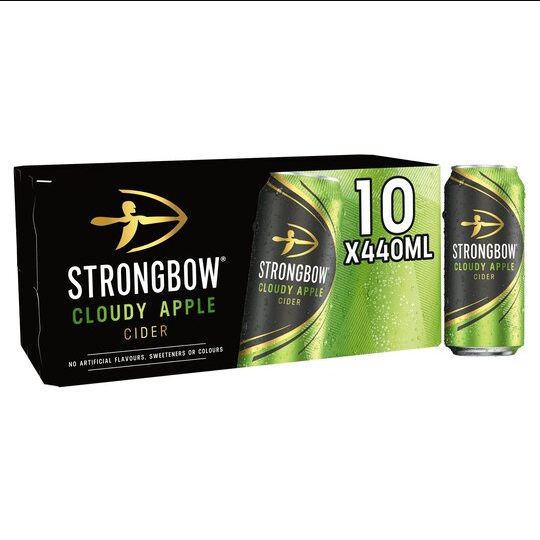 STRONGBOW®
CLOUDY APPLE
CIDER
NO ARTIFICIAL FLAVOURS, SWEETENERS OR COLOURS
STRONGBOW
CLOUDY APPLE
CIDER
10
X440ML
STRONGBOW
CLOUDY APPLE
CIDER